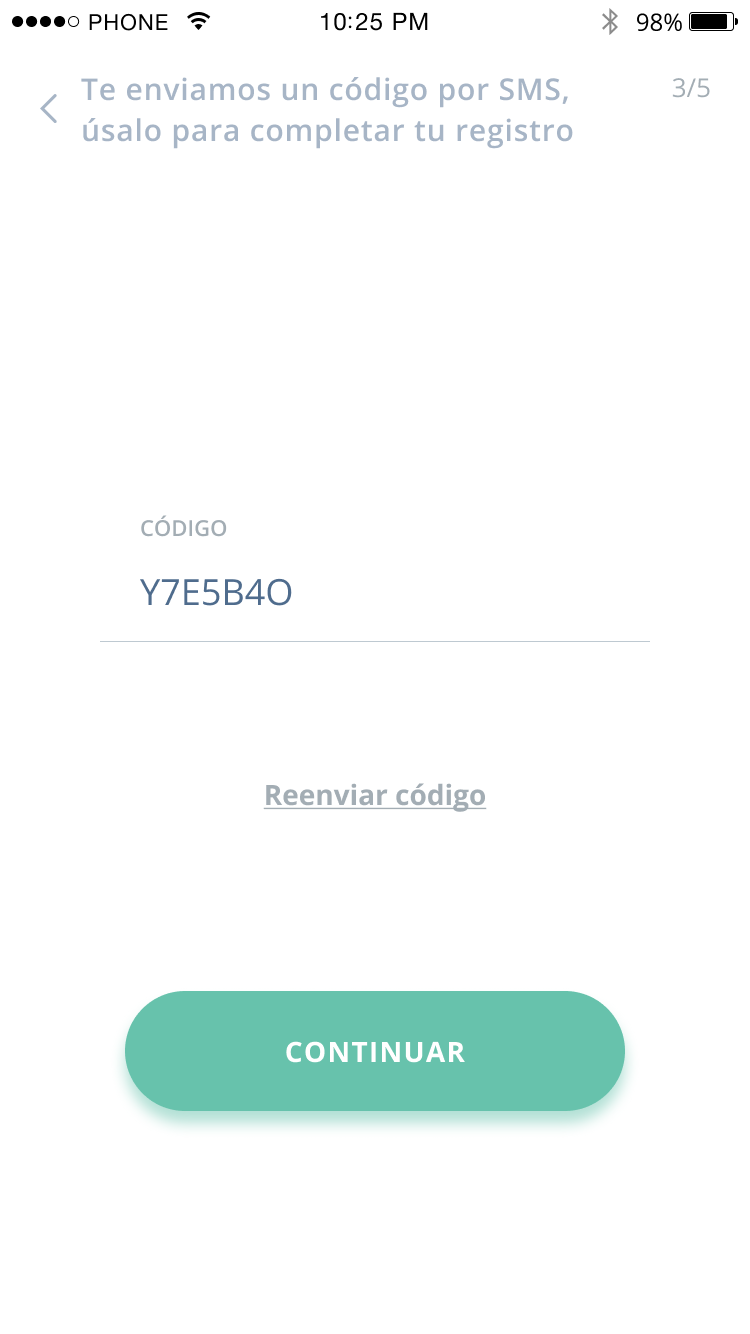 PHONE 10:25 PM 98%
Te enviamos un código por SMS, 3/5
úsalo para completar tu registro
CÓDIGO
Y7E5B4O
Reenviar código
CONTINUAR